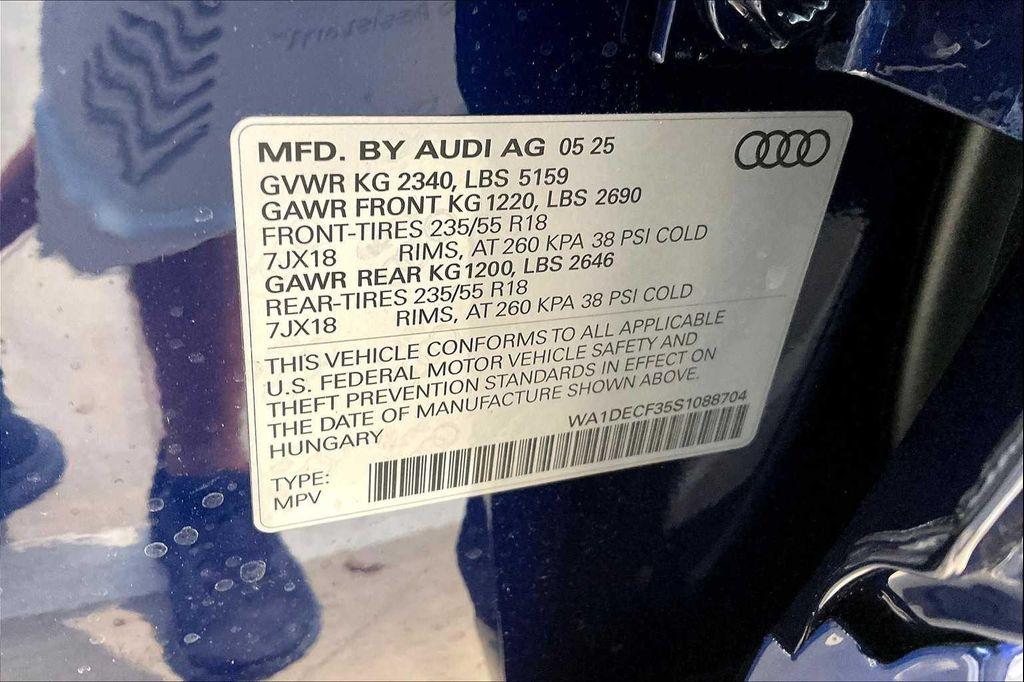 MFD. BY AUDI AG 05 25
GVWR KG 2340, LBS 5159
GAWR FRONT KG 1220, LBS 2690
FRONT-TIRES 235/55 R18
7JX18 RIMS, AT 260 KPA 38 PSI COLD
GAWR REAR KG 1200, LBS 2646
REAR-TIRES 235/55 R18
7JX18 RIMS, AT 260 KPA 38 PSI COLD
THIS VEHICLE CONFORMS TO ALL APPLICABLE
U.S. FEDERAL MOTOR VEHICLE SAFETY AND
THEFT PREVENTION STANDARDS IN EFFECT ON
THE DATE OF MANUFACTURE SHOWN ABOVE.
HUNGARY WA1DECF35S1088704
TYPE:
MPV